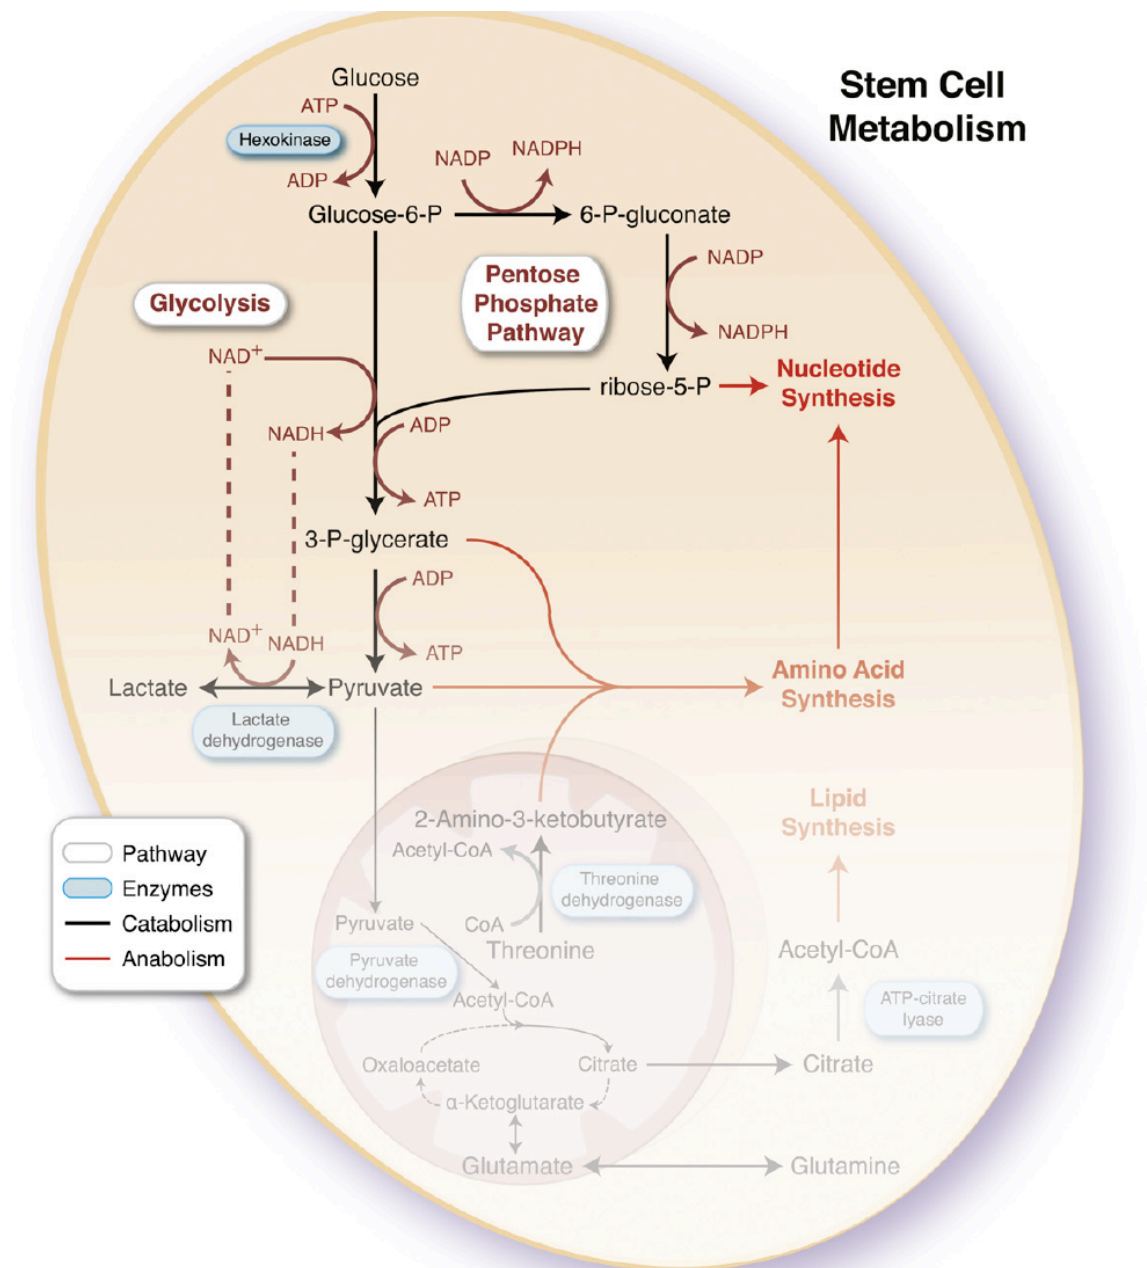 Stem Cell
Metabolism
Glucose
ATP
Hexokinase
ADP
NADP
NADPH
Glucose-6-P
6-P-gluconate
Pentose
Phosphate
Pathway
NADP
NADPH
Glycolysis
NAD+
ribose-5-P
Nucleotide
Synthesis
NADH
ADP
ATP
3-P-glycerate
ADP
ATP
NAD+
NADH
Lactate
Pyruvate
Lactate
dehydrogenase
Amino Acid
Synthesis
Lipid
Synthesis
2-Amino-3-ketobutyrate
Acetyl-CoA
Threonine
dehydrogenase
CoA
Threonine
Pyruvate
Pyruvate
dehydrogenase
Acetyl-CoA
Oxaloacetate
Citrate
α-Ketoglutarate
Glutamate
Glutamine
Citrate
ATP-citrate
lyase
Acetyl-CoA
Pathway
Enzymes
Catabolism
Anabolism